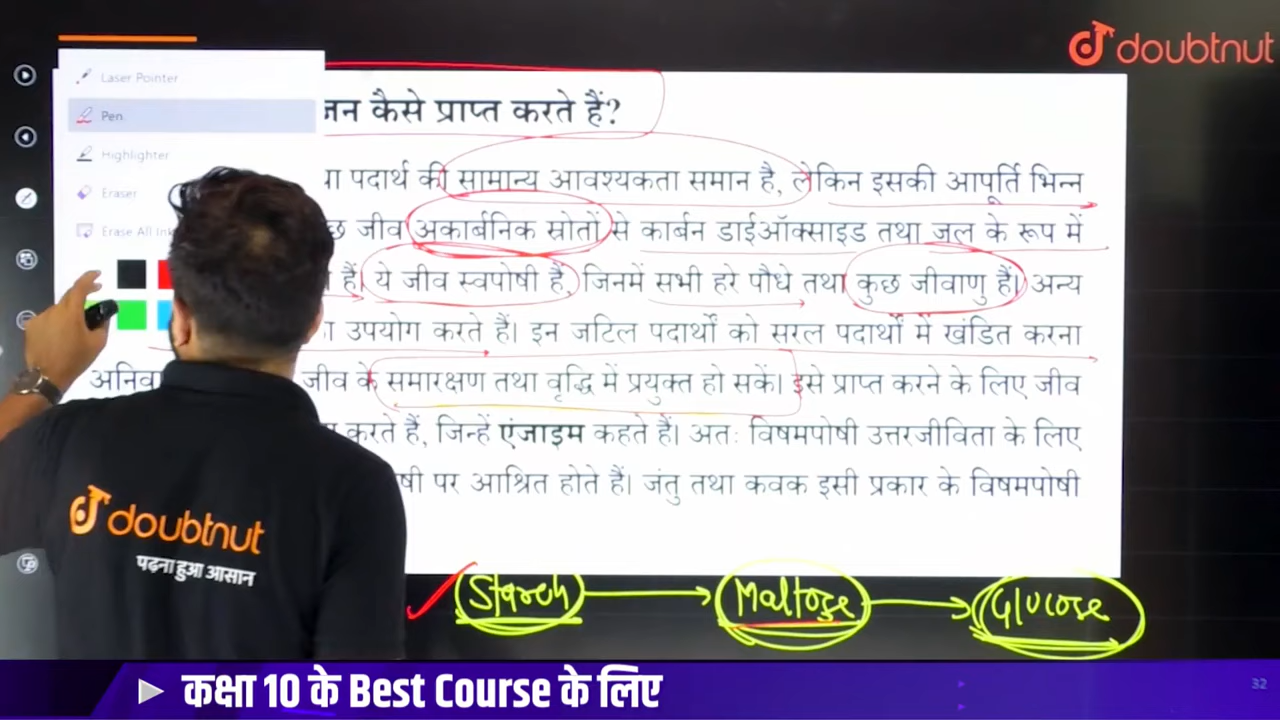 doubtnut
Laser Pointer
Pen
Highlighter
Eraser
Erase All Ink
कैसे प्राप्त करते हैं?
पदार्थ की सामान्य आवश्यकता समान है, लेकिन इसकी आपूर्ति भिन्न
जीव अकार्बनिक स्रोतों से कार्बन डाईऑक्साइड तथा जल के रूप में
हैं। ये जीव स्वपोषी हैं, जिनमें सभी हरे पौधे तथा कुछ जीवाणु हैं। अन्य
उपयोग करते हैं। इन जटिल पदार्थों को सरल पदार्थों में खंडित करना
जीव के समारक्षण तथा वृद्धि में प्रयुक्त हो सकें। इसे प्राप्त करने के लिए जीव
करते हैं, जिन्हें एंजाइम कहते हैं। अतः विषमपोषी उत्तरजीविता के लिए
पर आश्रित होते हैं। जंतु तथा कवक इसी प्रकार के विषमपोषी
doubtnut
पढ़ना हुआ आसान
Starch Maltose Glucose
कक्षा 10 के Best Course के लिए
32